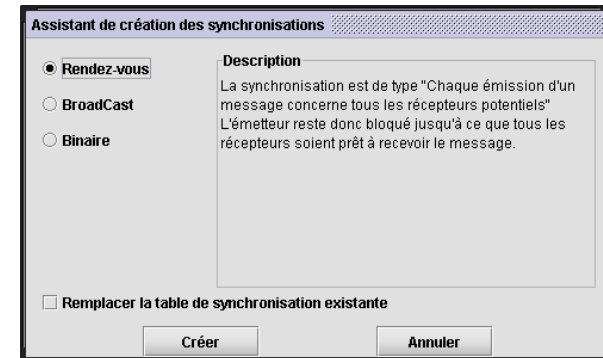 Assistant de création des synchronisations
Rendez-vous
BroadCast
Binaire
Description
La synchronisation est de type "Chaque émission d'un
message concerne tous les récepteurs potentiels"
L'émetteur reste donc bloqué jusqu'à ce que tous les
récepteurs soient prêt à recevoir le message.
Remplacer la table de synchronisation existante
Créer
Annuler